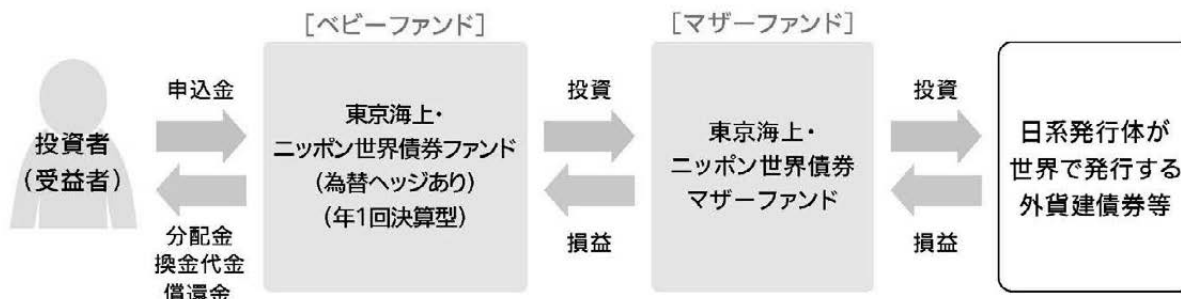 [ベビーファンド]
[マザーファンド]
投資者
(受益者)
申込金
分配金
換金代金
償還金
東京海上・
ニッポン世界債券ファンド
(為替ヘッジあり)
(年1回決算型)
投資
損益
東京海上・
ニッポン世界債券
マザーファンド
投資
損益
日系発行体が
世界で発行する
外貨建債券等